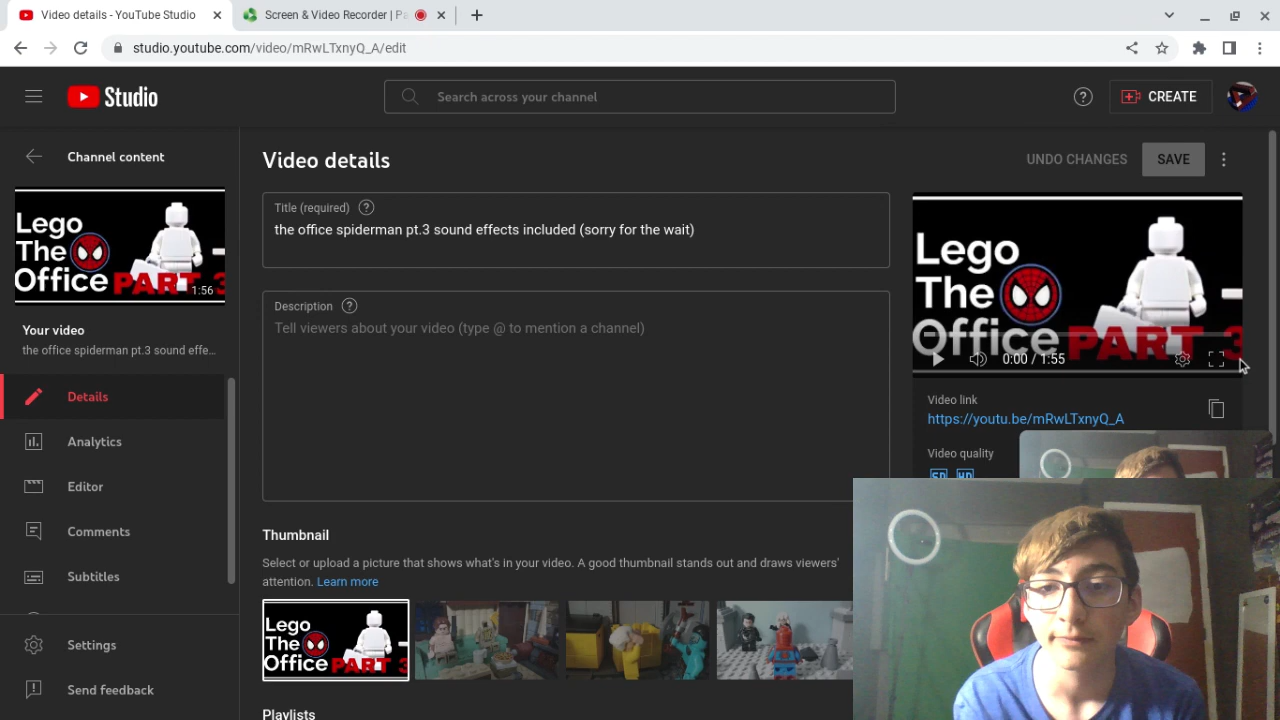 Video details - YouTube Studio
Screen & Video Recorder | Pa
studio.youtube.com/video/mRwLTxnyQ_A/edit
Studio
Search across your channel
CREATE
Channel content
Lego
The
Office PART 3
1:56
Your video
the office spiderman pt.3 sound effe...
Details
Analytics
Editor
Comments
Subtitles
Settings
Send feedback
Video details
UNDO CHANGES
SAVE
Title (required)
the office spiderman pt.3 sound effects included (sorry for the wait)
Description
Tell viewers about your video (type @ to mention a channel)
Thumbnail
Select or upload a picture that shows what's in your video. A good thumbnail stands out and draws viewers'
attention. Learn more
Lego
The
Office PART 3
Playlists
Lego
The
Office PART 3
0:00 / 1:55
Video link
https://youtu.be/mRwLTxnyQ_A
Video quality
SD HD